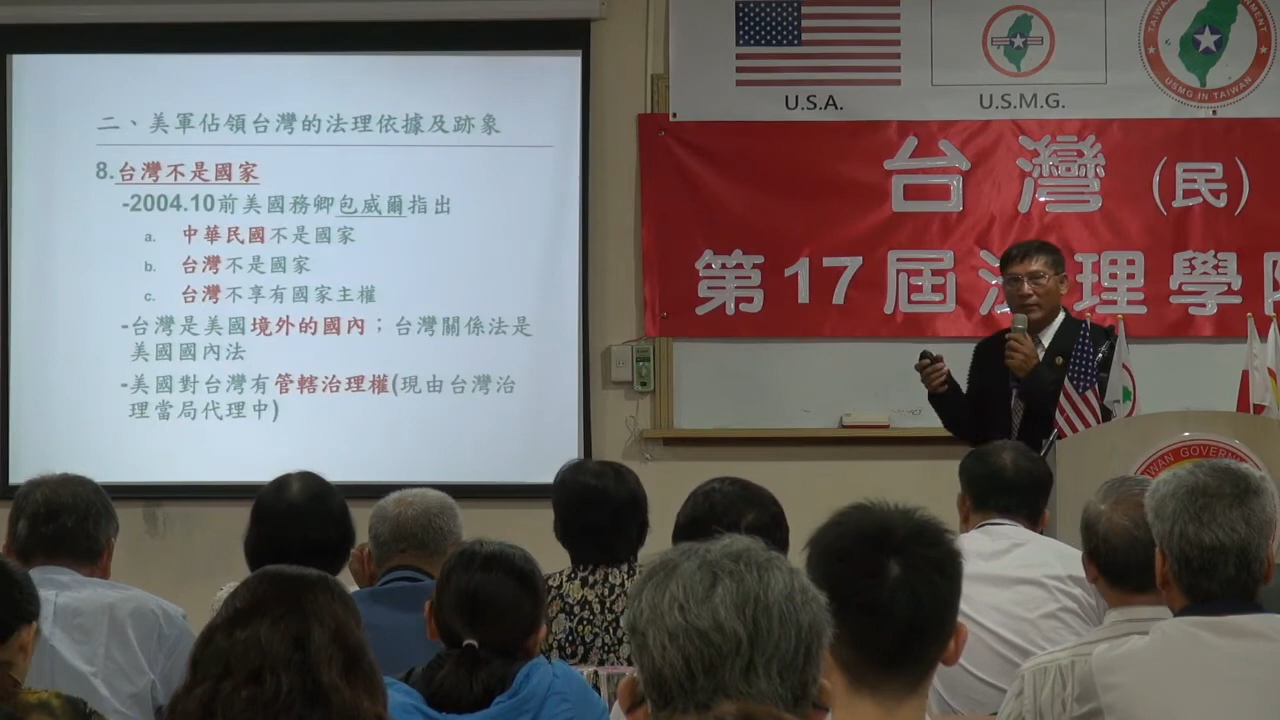 二、美軍佔領台灣的法理依據及跡象
8.台灣不是國家
-2004.10前美國務卿包威爾指出
a. 中華民國不是國家
b. 台灣不是國家
c. 台灣不享有國家主權
-台灣是美國境外的國內；台灣關係法是
美國國內法
-美國對台灣有管轄治理權(現由台灣治
理當局代理中)
U.S.A.
U.S.M.G.
USMG IN TAIWAN
台灣(民)
第17屆法理學